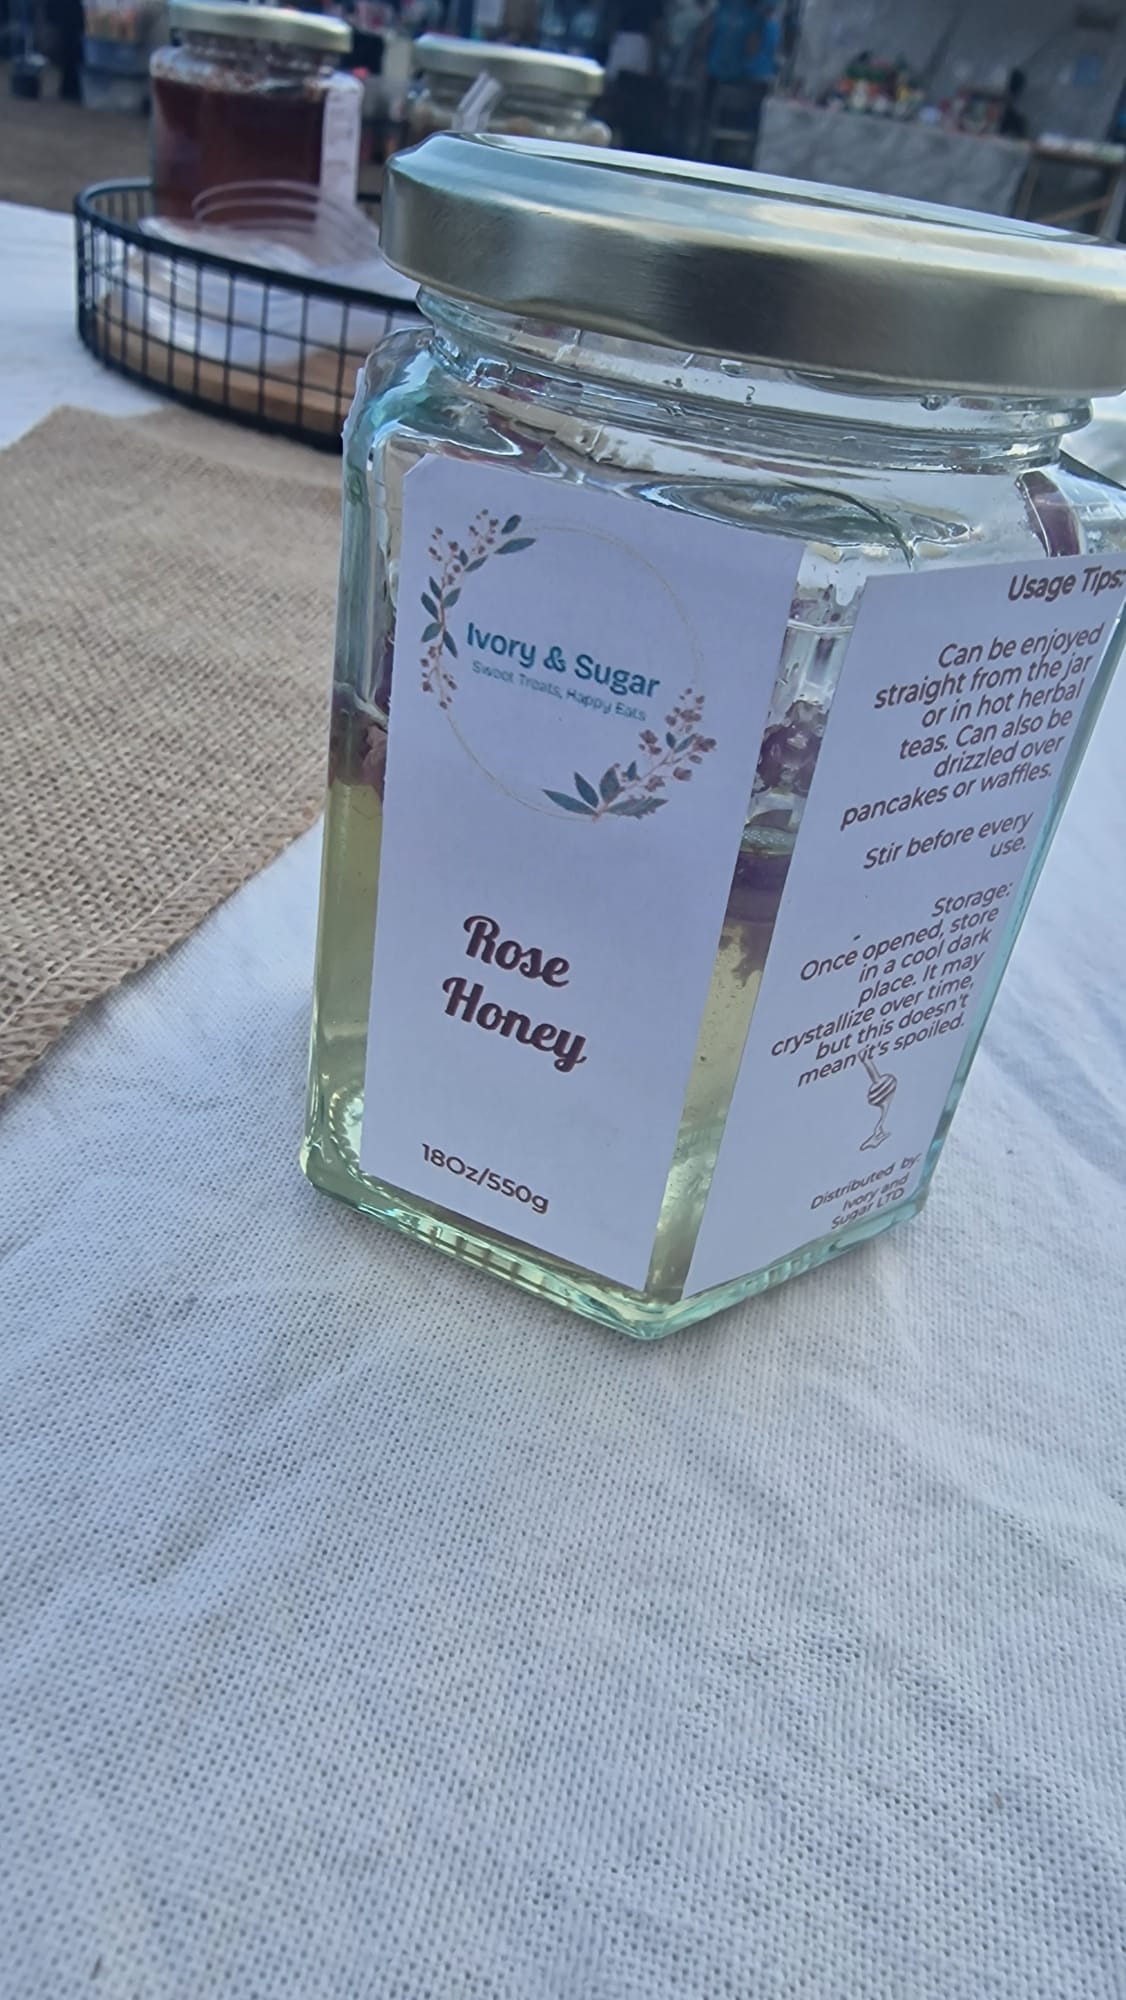 Ivory & Sugar
Sweet Treats, Happy Eats
Rose
Honey
18Oz/550g
Usage Tips:
Can be enjoyed
straight from the jar
or in hot herbal
teas. Can also be
drizzled over
pancakes or waffles.
Stir before every
use.
Storage:
Once opened, store
in a cool dark
place. It may
crystallize over time,
but this doesn't
mean it's spoiled.
Distributed by:
Ivory and
Sugar LTD